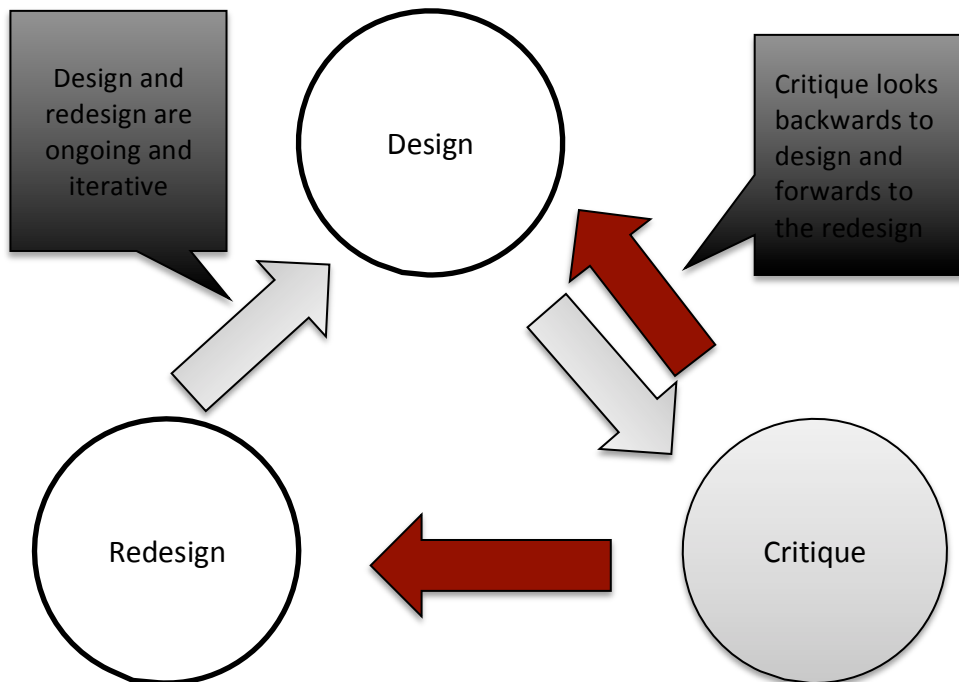 Design and
redesign are
ongoing and
iterative
Design
Critique looks
backwards to
design and
forwards to
the redesign
Redesign
Critique